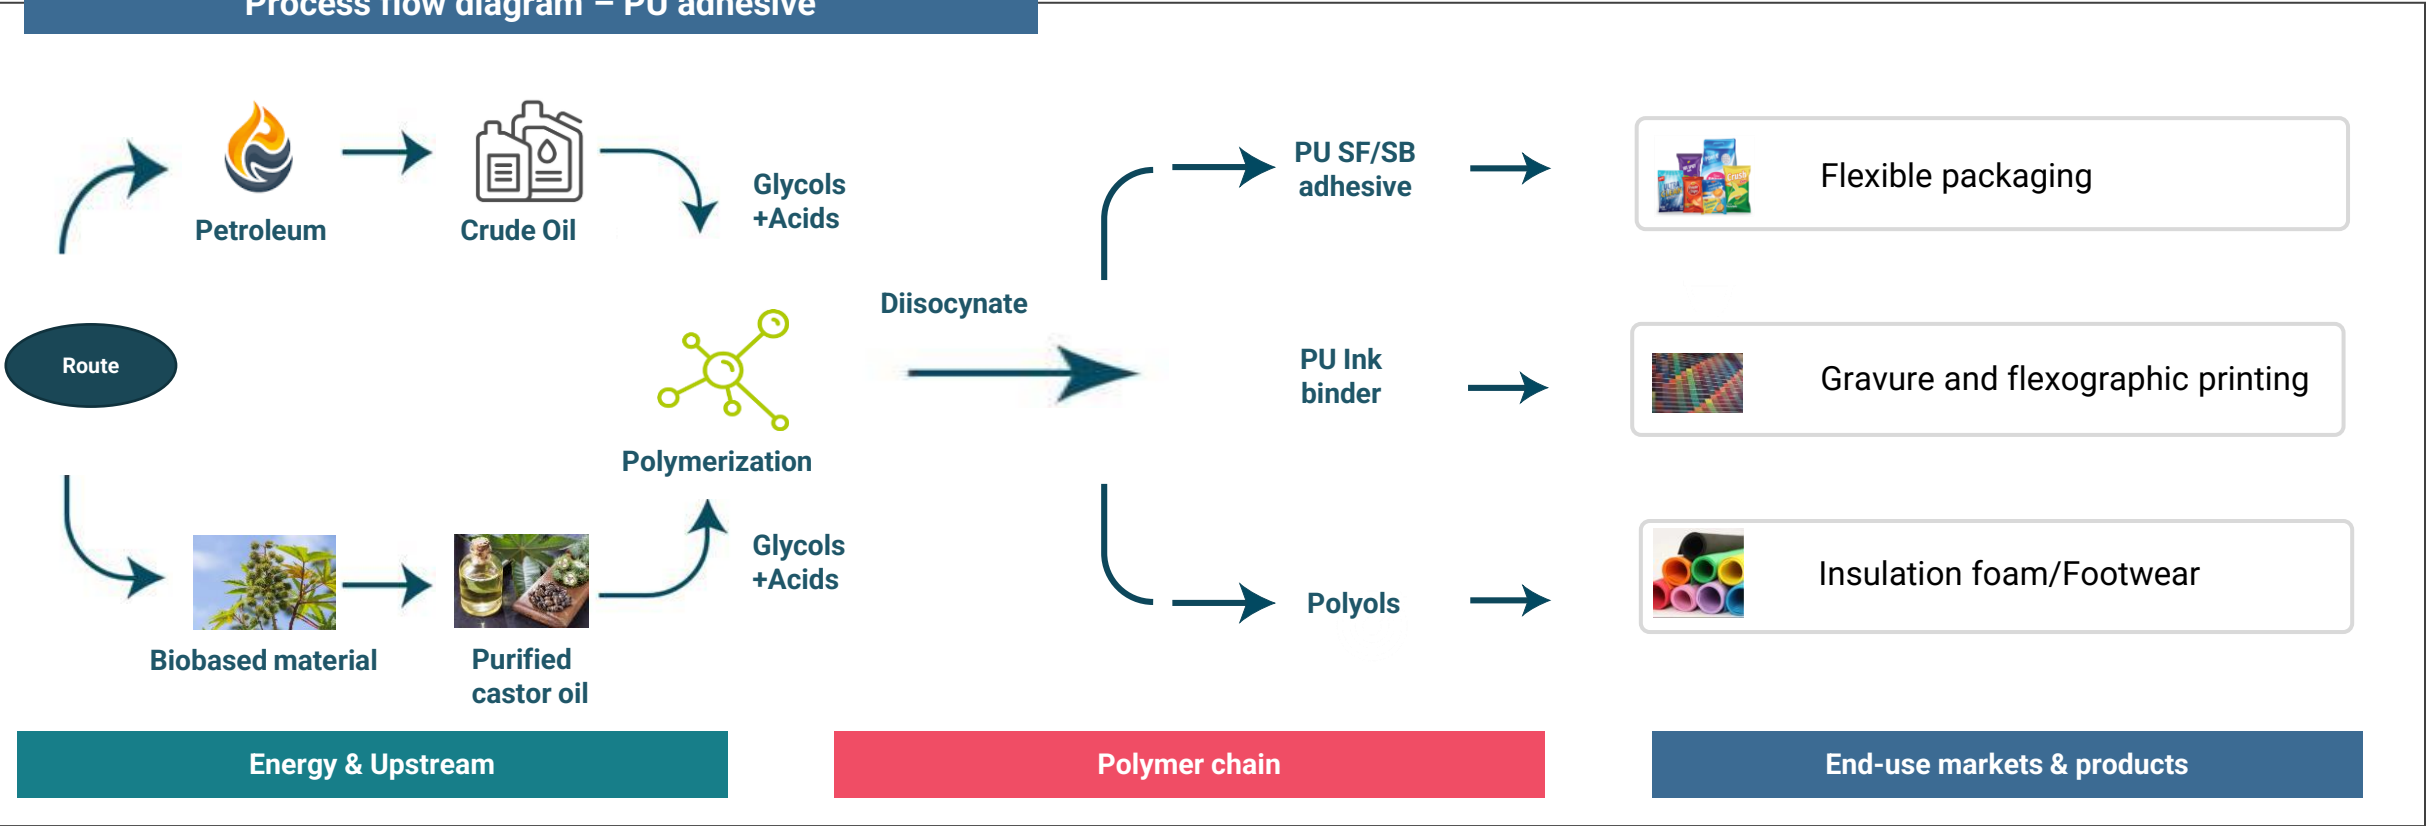 Process flow diagram – PU adhesive
Petroleum
Crude Oil
Glycols
+Acids
Route
Biobased material
Purified
castor oil
Polymerization
Glycols
+Acids
Diisocynate
PU SF/SB
adhesive
PU Ink
binder
Polyols
Flexible packaging
Gravure and flexographic printing
Insulation foam/Footwear
Energy & Upstream
Polymer chain
End-use markets & products